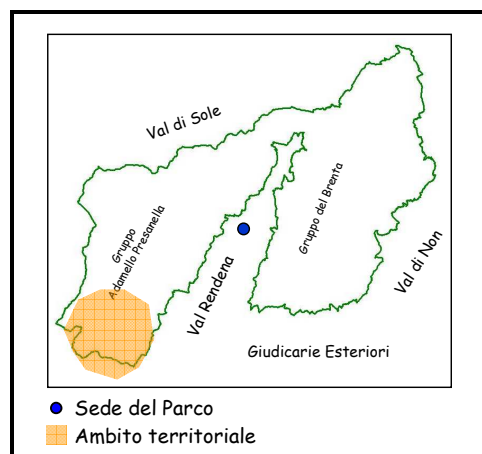 Val di Sole
Gruppo del Brenta
Gruppo
Adamello Presanella
Val di Non
Val Rendena
Giudicarie Esteriori
Sede del Parco
Ambito territoriale